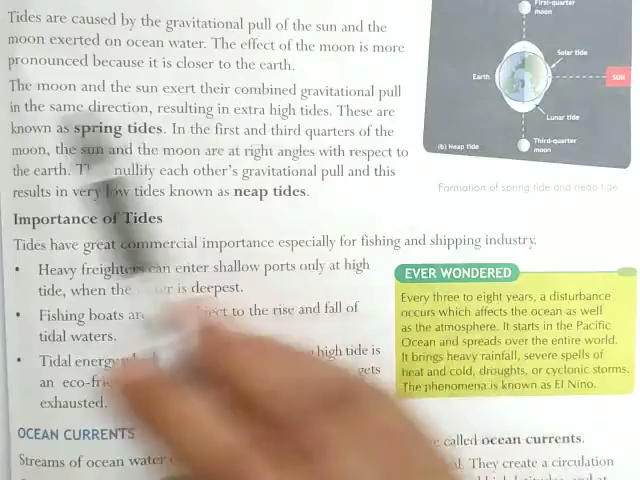 Tides are caused by the gravitational pull of the sun and the
moon exerted on ocean water. The effect of the moon is more
pronounced because it is closer to the earth.
The moon and the sun exert their combined gravitational pull
in the same direction, resulting in extra high tides. These are
known as spring tides. In the first and third quarters of the
moon, the sun and the moon are at right angles with respect to
the earth. nullify each other's gravitational pull and this
results in very low tides known as neap tides.
First-quarter
moon
Solar tide
Earth
SUN
Lunar tide
Third-quarter
moon
(b) Neap tide
Formation of spring tide and neap tide
Importance of Tides
Tides have great commercial importance especially for fishing and shipping industry.
• Heavy freighters can enter shallow ports only at high
tide, when the is deepest.
• Fishing boats to the rise and fall of
tidal waters.
• Tidal energy high tide is
an gets
exhausted.
EVER WONDERED
Every three to eight years, a disturbance
occurs which affects the ocean as well
as the atmosphere. It starts in the Pacific
Ocean and spreads over the entire world.
It brings heavy rainfall, severe spells of
heat and cold, droughts, or cyclonic storms.
The phenomena is known as El Nino.
OCEAN CURRENTS
Streams of ocean water called ocean currents.
They create a circulation